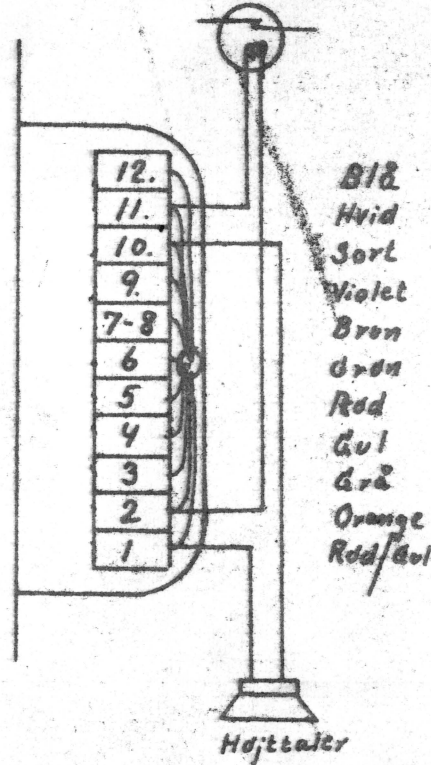 12. Blå
11. Hvid
10. Sort
9. Violet
7-8 Brøn
6 Grøn
5 Rød
4 Gul
3 Grå
2 Orange
1 Rød/Gul
Højttaler